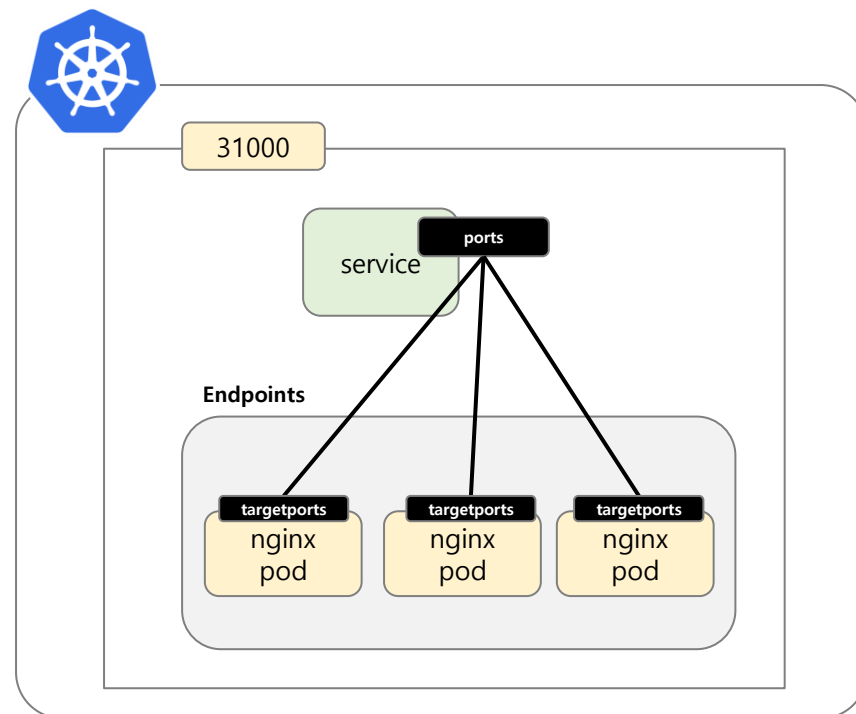 31000
ports
service
Endpoints
targetports
targetports
targetports
nginx
pod
nginx
pod
nginx
pod